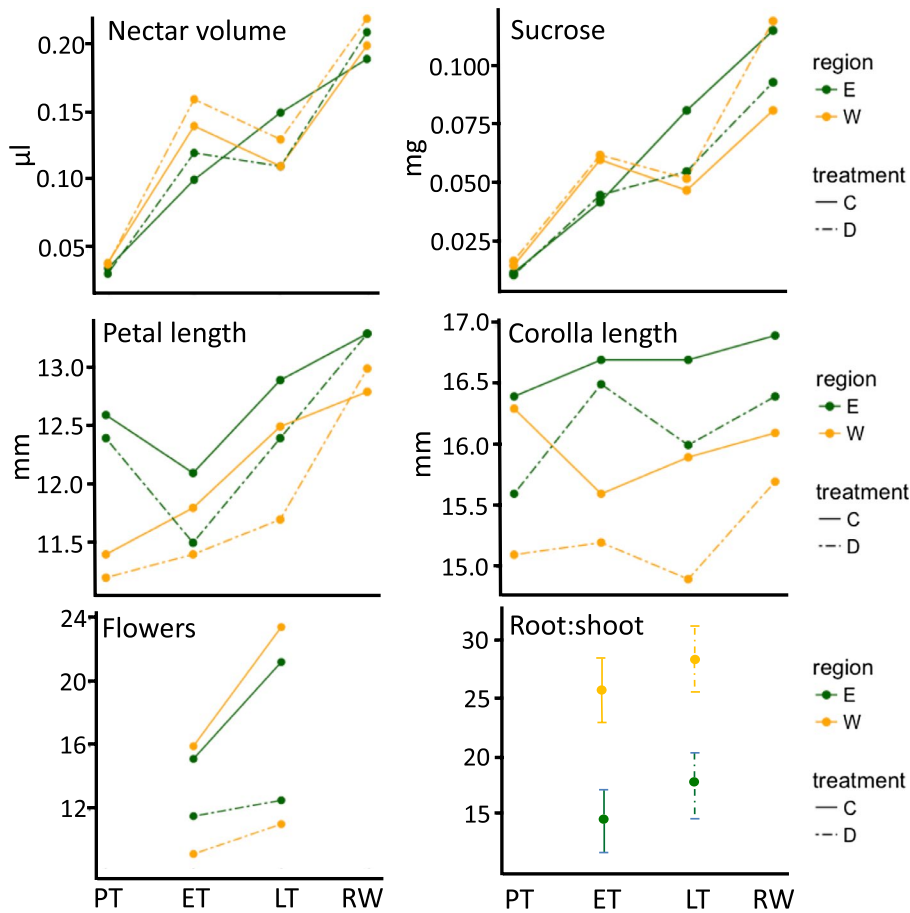 Nectar volume
µl
0.20
0.15
0.10
0.05
Sucrose
mg
0.100
0.075
0.050
0.025
region
E
W
treatment
C
D
Petal length
mm
13.0
12.5
12.0
11.5
Corolla length
mm
17.0
16.5
16.0
15.5
15.0
region
E
W
treatment
C
D
Flowers
24
20
16
12
PT ET LT RW
Root:shoot
30
25
20
15
PT ET LT RW
region
E
W
treatment
C
D